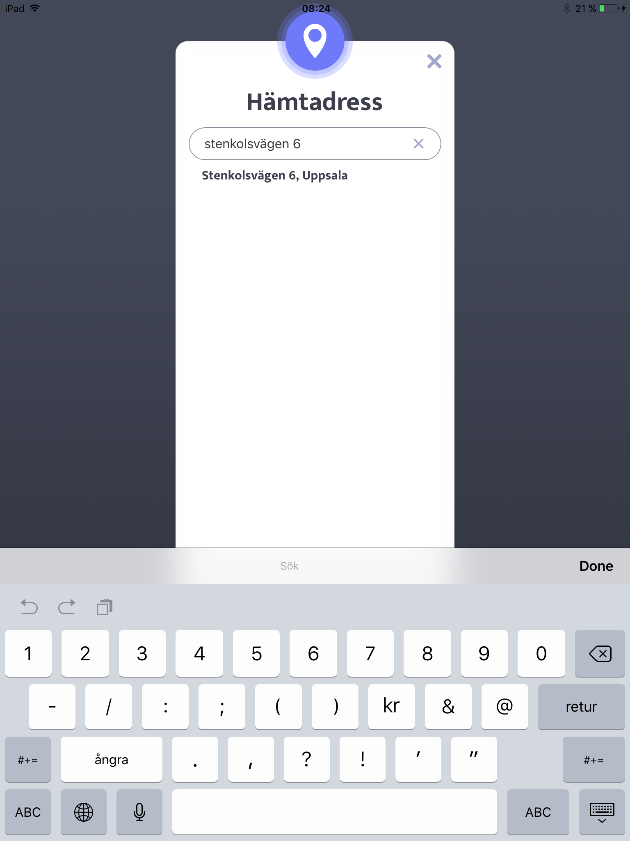 iPad 08:24 21 %
Hämtadress
stenkolsvägen 6
Stenkolsvägen 6, Uppsala
Sök Done
1 2 3 4 5 6 7 8 9 0
- / : ; ( ) kr & @ retur
#+= ångra . , ? ! ’ ” #+=
ABC ABC